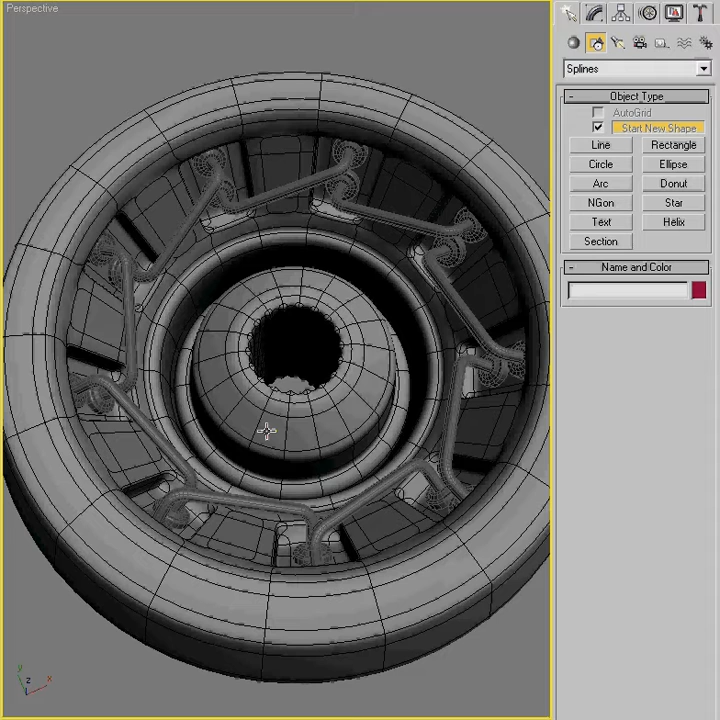 Perspective
Splines
- Object Type
AutoGrid
Start New Shape
Line Rectangle
Circle Ellipse
Arc Donut
NGon Star
Text Helix
Section
- Name and Color
y
z x